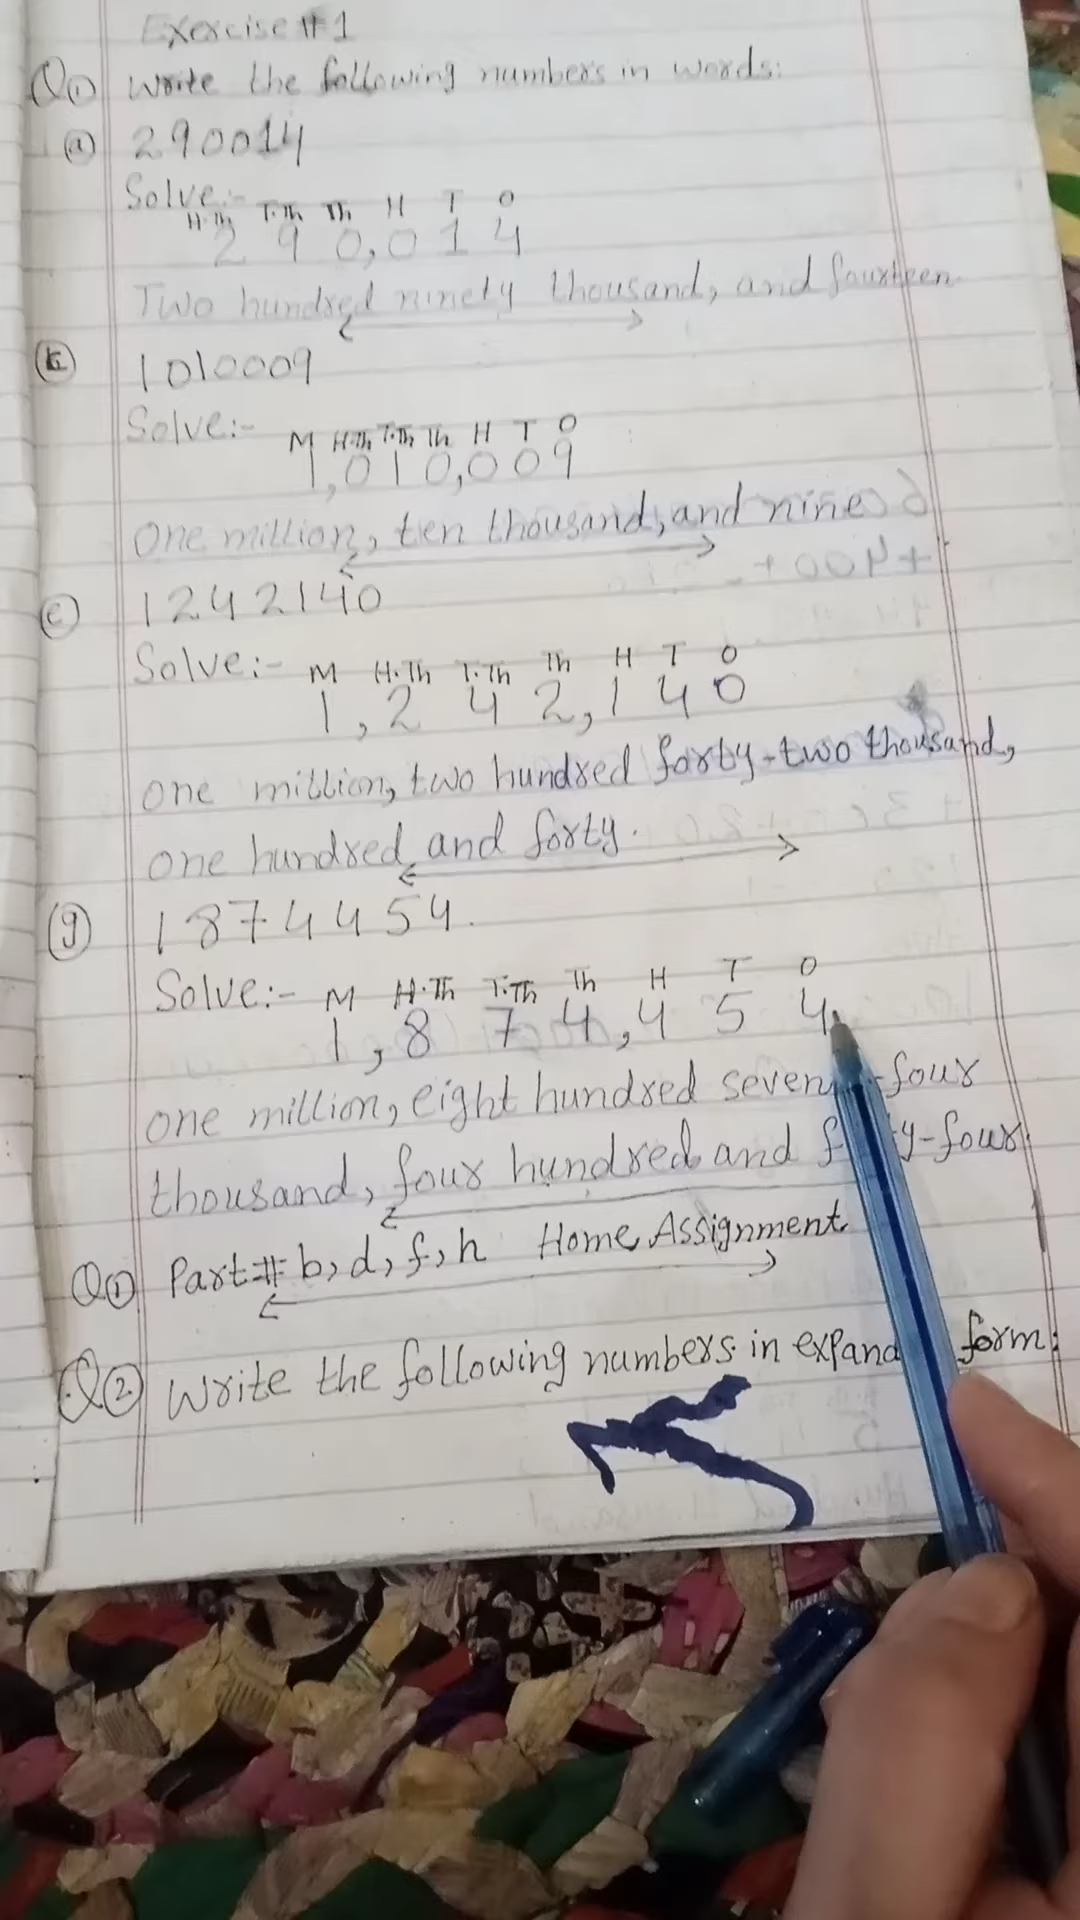 Exercise #1
Q① Write the following numbers in words:
ⓐ 290014
Solve:-
H.Th T.Th Th H T O
2 9 0,0 1 4
Two hundred ninety thousand, and fourteen
1010009
Solve:-
M H.Th T.Th Th H T O
1,0 1 0,0 0 9
One million, ten thousand, and nine
ⓔ 1242140
Solve:-
M H.Th T.Th Th H T O
1,2 4 2,1 4 0
one million, two hundred forty-two thousand,
one hundred and forty.
ⓖ 1874454.
Solve:-
M H.Th T.Th Th H T O
1,8 7 4,4 5 4
one million, eight hundred -four
thousand, four hundred and -four
Q① Part# b, d, f, h Home Assignment
Q② Write the following numbers in form: